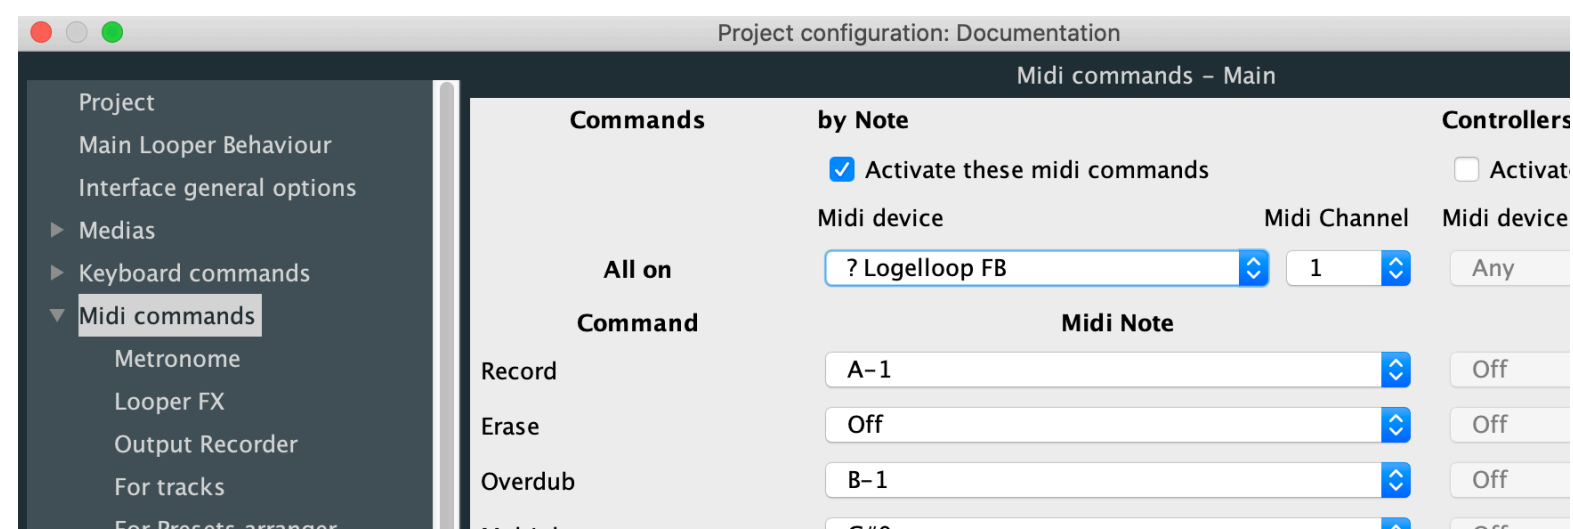 Project configuration: Documentation
Midi commands – Main
Project
Main Looper Behaviour
Interface general options
Medias
Keyboard commands
Midi commands
Metronome
Looper FX
Output Recorder
For tracks
For Presets arranger
Commands by Note Controllers
Activate these midi commands
Midi device Midi Channel Midi device
All on ? Logelloop FB 1 Any
Command Midi Note
Record A-1 Off
Erase Off Off
Overdub B-1 Off